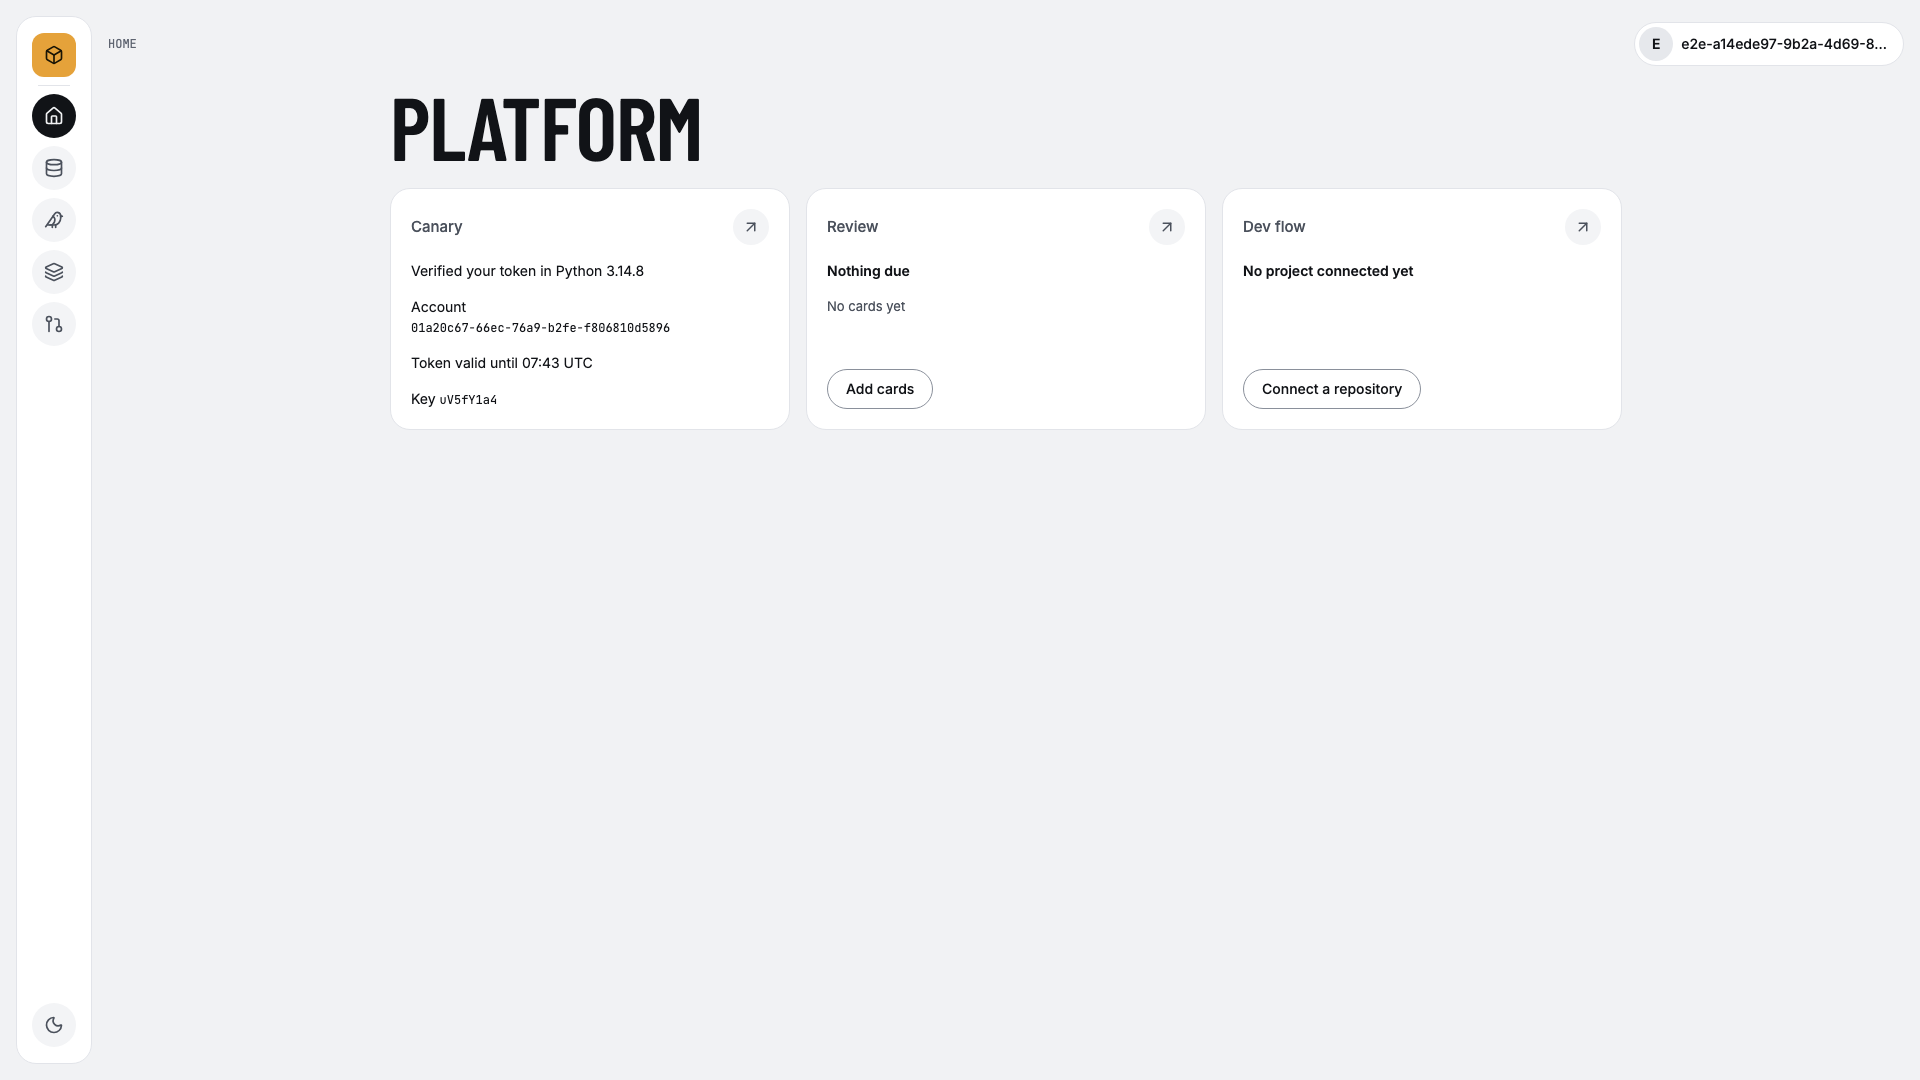 HOME
E e2e-a14ede97-9b2a-4d69-8...
PLATFORM
Canary
Verified your token in Python 3.14.8
Account
01a20c67-66ec-76a9-b2fe-f806810d5896
Token valid until 07:43 UTC
Key uV5fY1a4
Review
Nothing due
No cards yet
Add cards
Dev flow
No project connected yet
Connect a repository